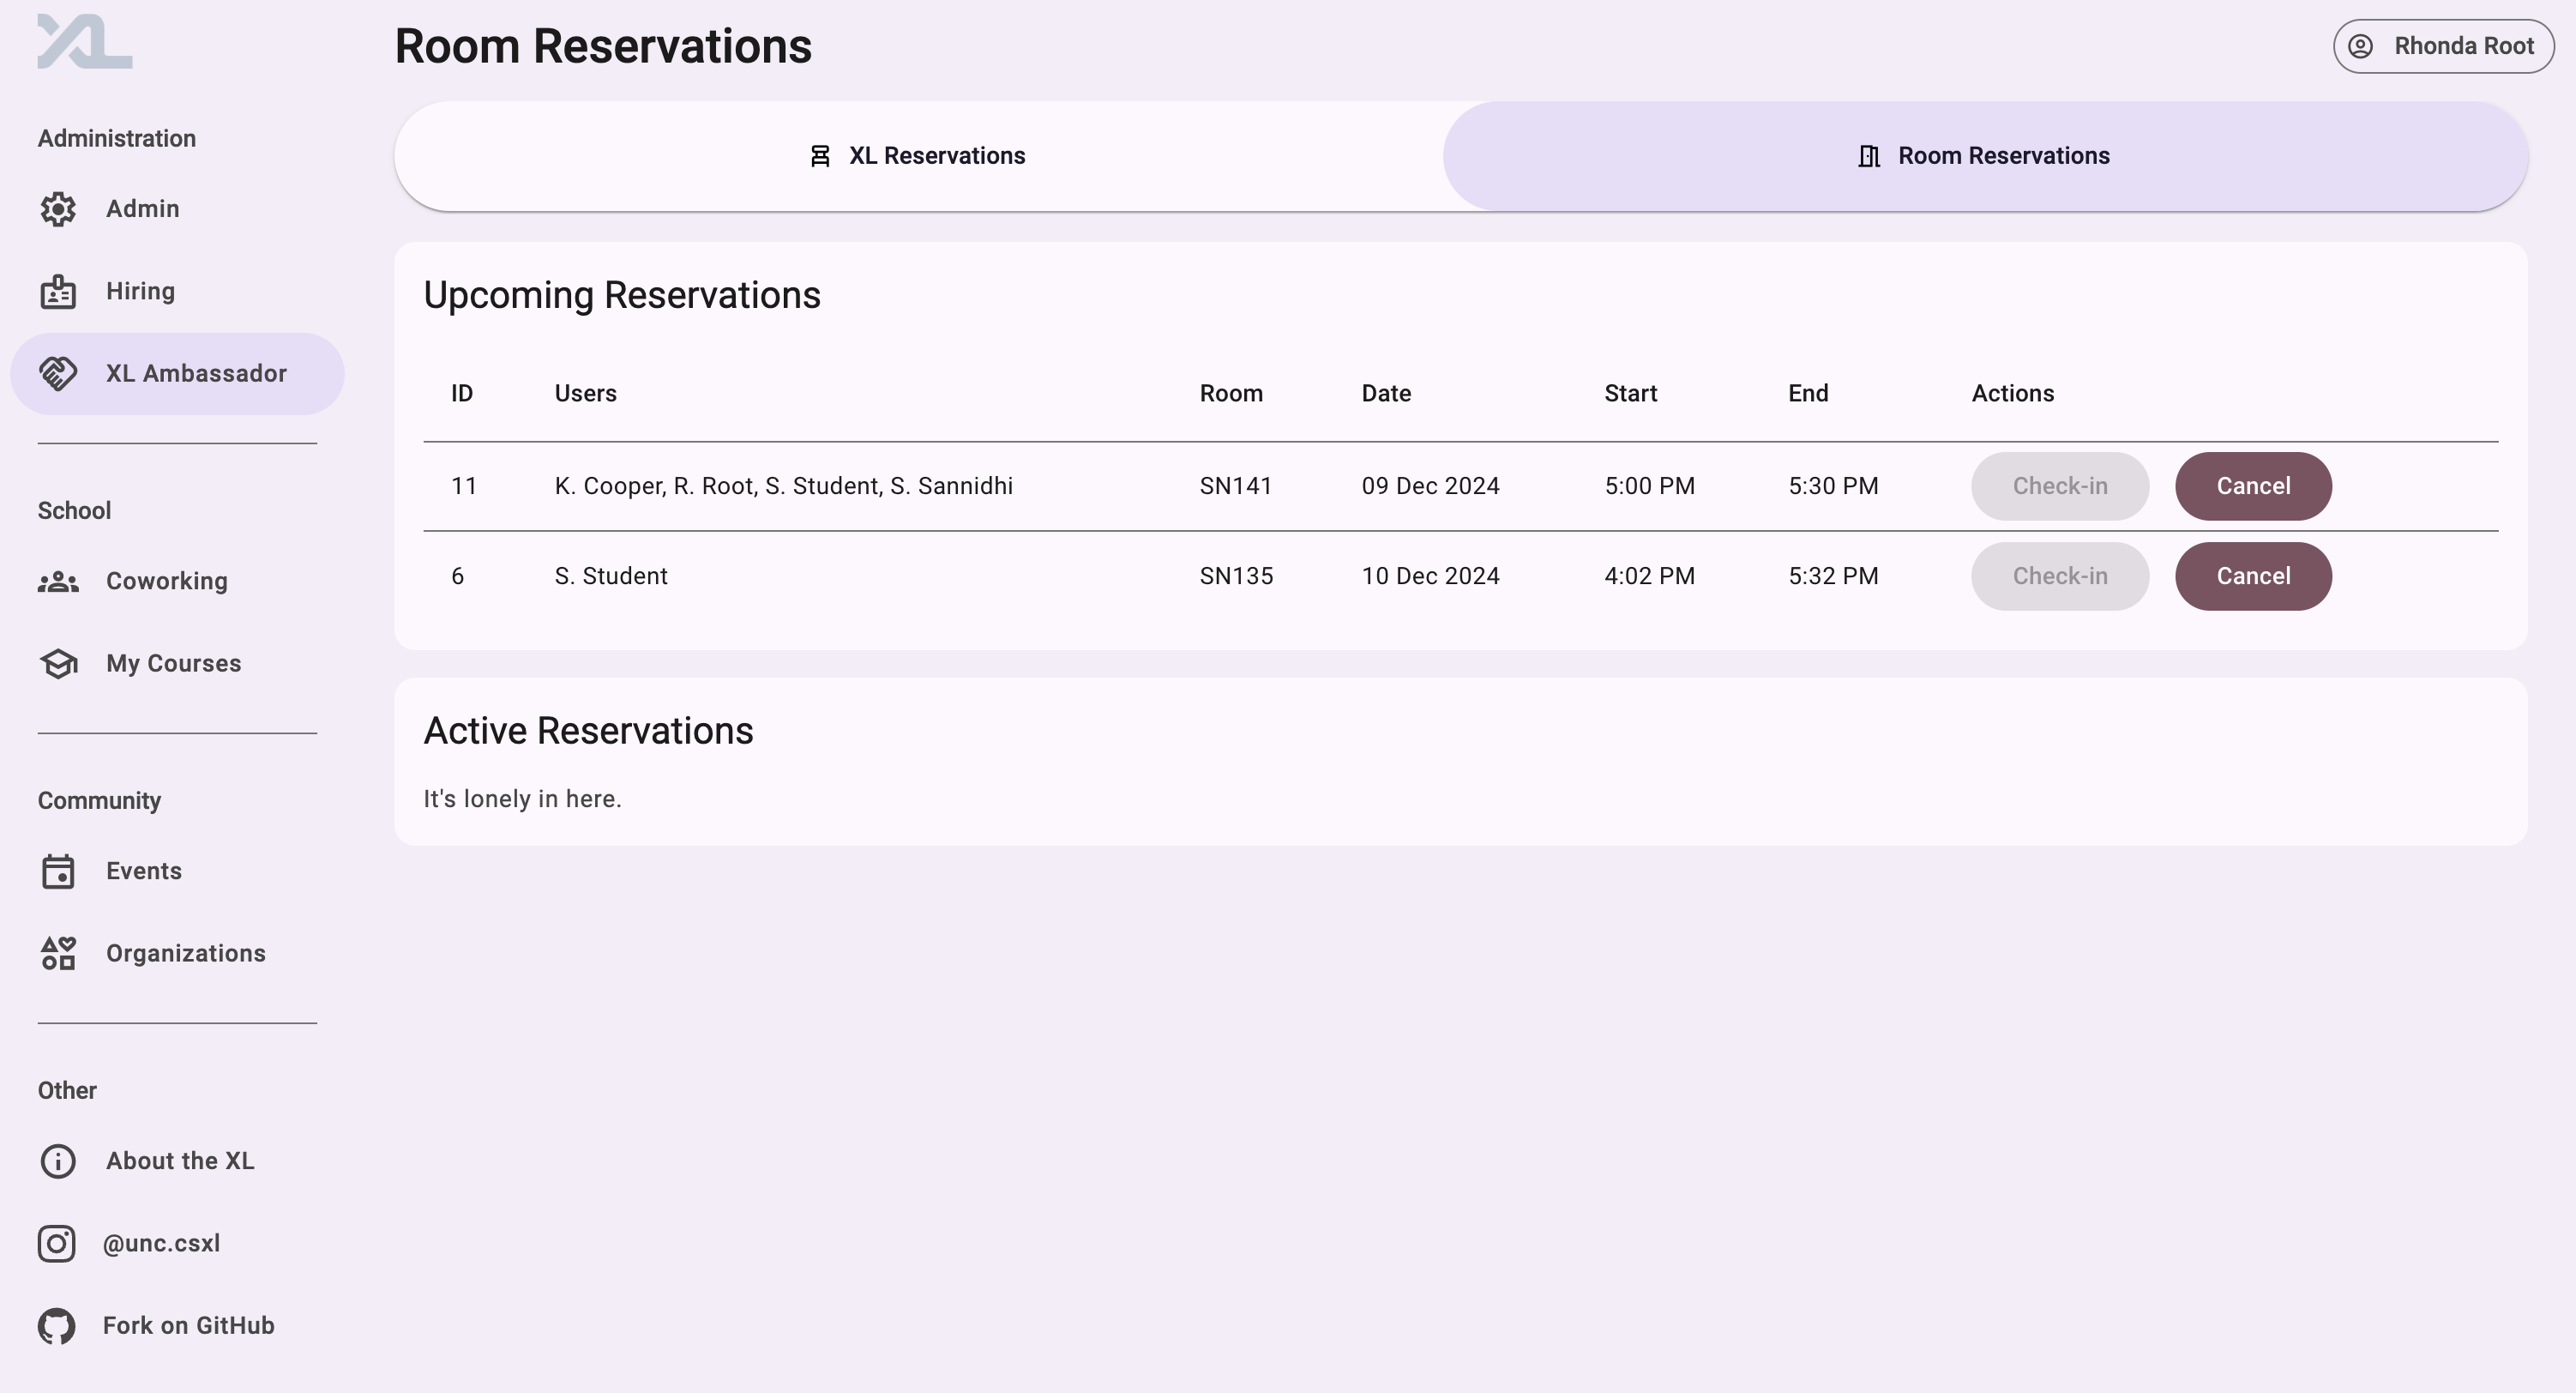 XL
Room Reservations
Rhonda Root
Administration
Admin
Hiring
XL Ambassador
School
Coworking
My Courses
Community
Events
Organizations
Other
About the XL
@unc.csxl
Fork on GitHub
XL Reservations
Room Reservations
Upcoming Reservations
ID Users Room Date Start End Actions
11 K. Cooper, R. Root, S. Student, S. Sannidhi SN141 09 Dec 2024 5:00 PM 5:30 PM Check-in Cancel
6 S. Student SN135 10 Dec 2024 4:02 PM 5:32 PM Check-in Cancel
Active Reservations
It's lonely in here.